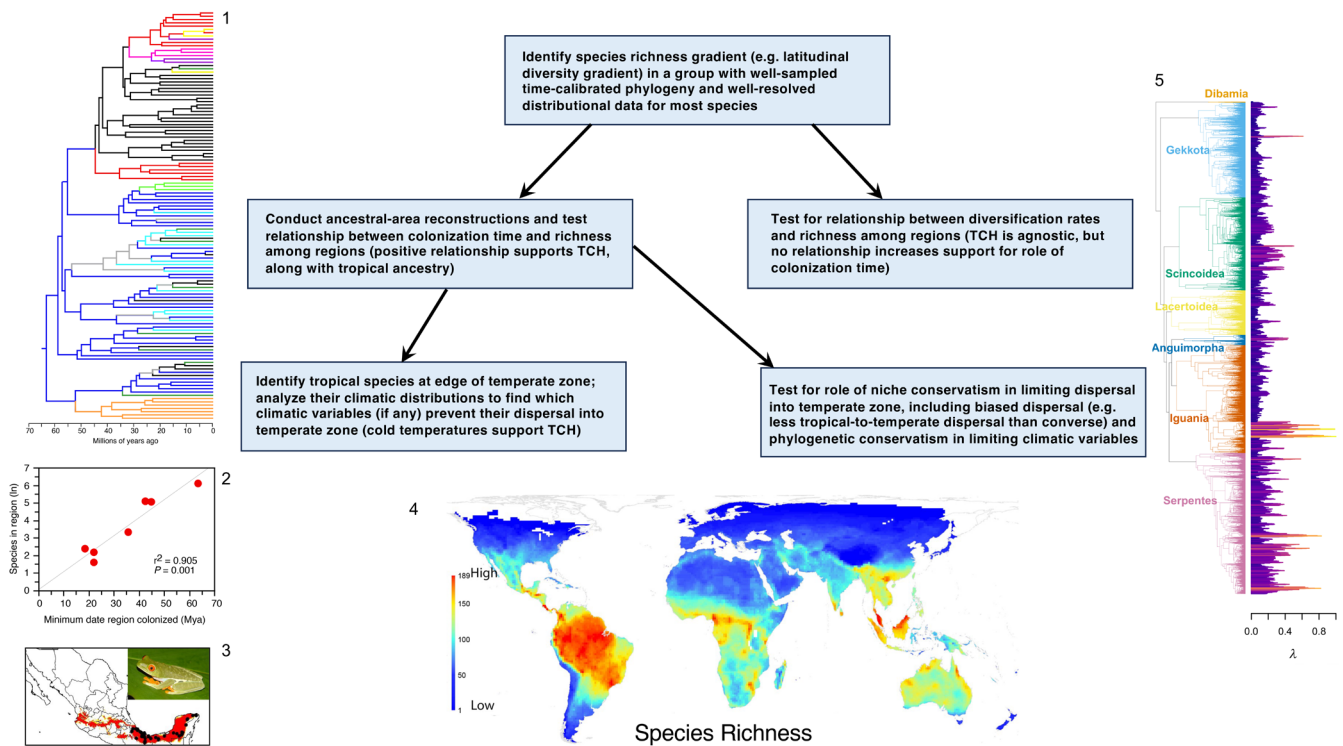 1
70 60 50 40 30 20 10 0
Millions of years ago
Identify species richness gradient (e.g. latitudinal
diversity gradient) in a group with well-sampled
time-calibrated phylogeny and well-resolved
distributional data for most species
Conduct ancestral-area reconstructions and test
relationship between colonization time and richness
among regions (positive relationship supports TCH,
along with tropical ancestry)
Test for relationship between diversification rates
and richness among regions (TCH is agnostic, but
no relationship increases support for role of
colonization time)
Identify tropical species at edge of temperate zone;
analyze their climatic distributions to find which
climatic variables (if any) prevent their dispersal into
temperate zone (cold temperatures support TCH)
Test for role of niche conservatism in limiting dispersal
into temperate zone, including biased dispersal (e.g.
less tropical-to-temperate dispersal than converse) and
phylogenetic conservatism in limiting climatic variables
2
Species in region (ln)
7
6
5
4
3
2
1
0
r² = 0.905
P = 0.001
0 10 20 30 40 50 60 70
Minimum date region colonized (Mya)
3
4
High
189
150
100
50
1
Low
Species Richness
5
Dibamia
Gekkota
Scincoidea
Lacertoidea
Anguimorpha
Iguania
Serpentes
0.0 0.4 0.8
λ